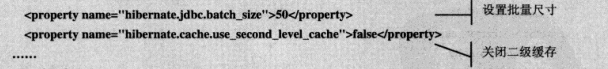 <property name="hibernate.jdbc.batch_size">50</property>
设置批量尺寸
<property name="hibernate.cache.use_second_level_cache">false</property>
关闭二级缓存
……